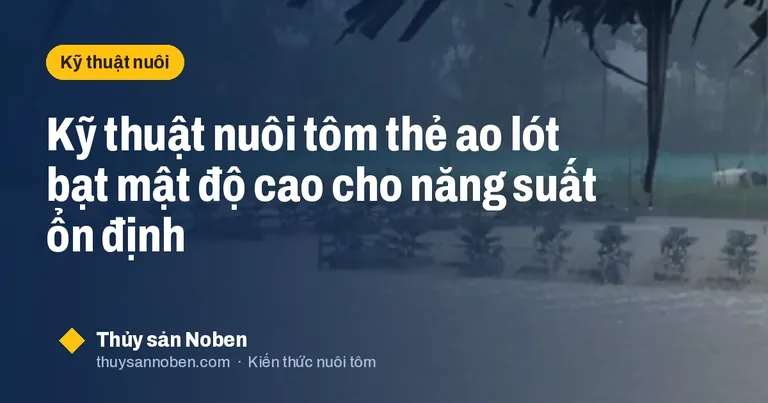 Kỹ thuật nuôi
Kỹ thuật nuôi tôm thẻ ao lót
bạt mật độ cao cho năng suất
ổn định
Thủy sản Noben
thuysannoben.com · Kiến thức nuôi tôm